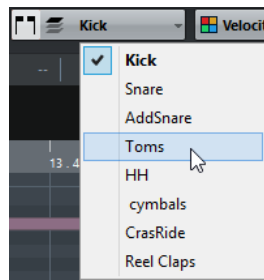 Kick Velocit
--
Kick
Snare
AddSnare
Toms
13.4
HH
cymbals
CrasRide
Reel Claps